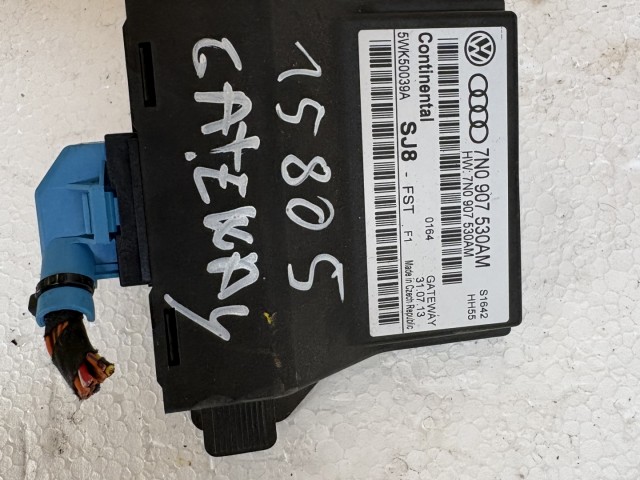 7N0 907 530AM
HW: 7N0 907 530AM
S1642
HH55
Continental
5WK50039A
SJ8 - FST F1
0164
GATEWAY
31.07.13
Made in Czech Republic
15805
GATEWAY